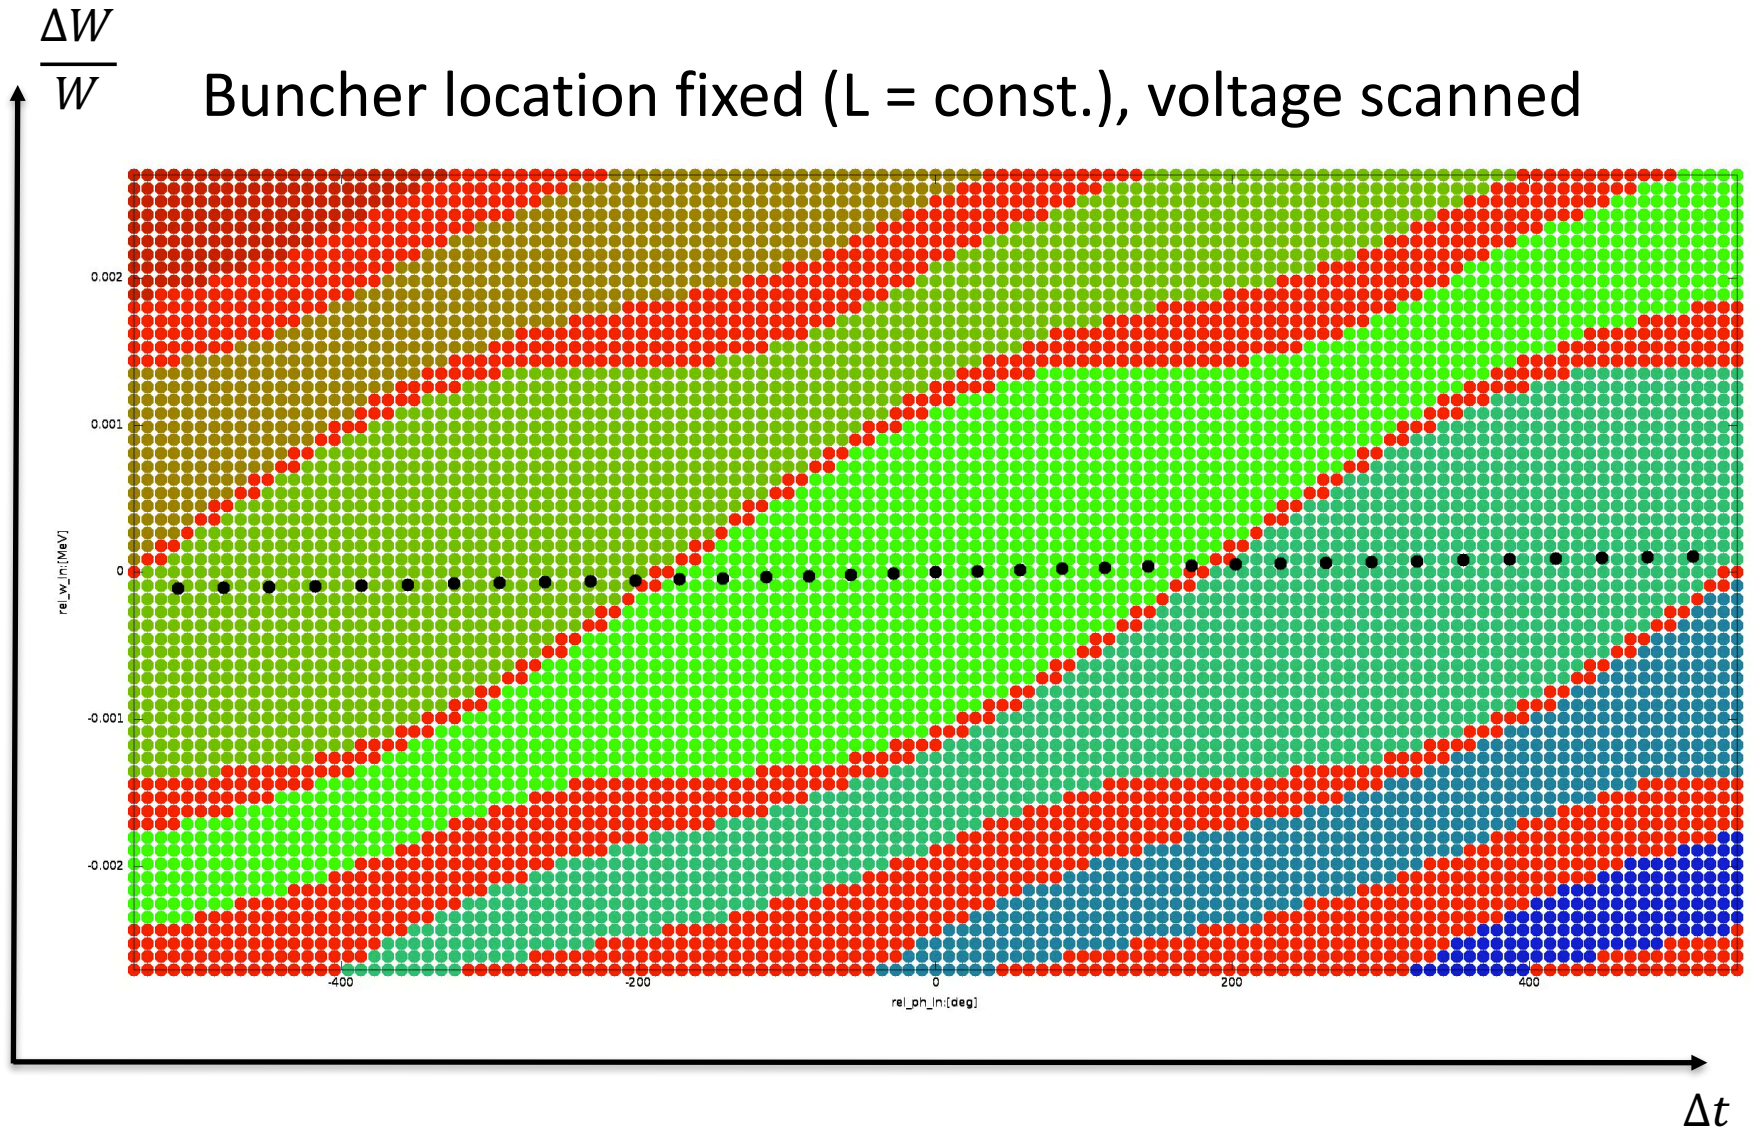 ΔW
W
Buncher location fixed (L = const.), voltage scanned
0.002
0.001
0
-0.001
-0.002
rel_w_in:[MeV]
-400
-200
0
200
400
rel_ph_in:[deg]
Δt